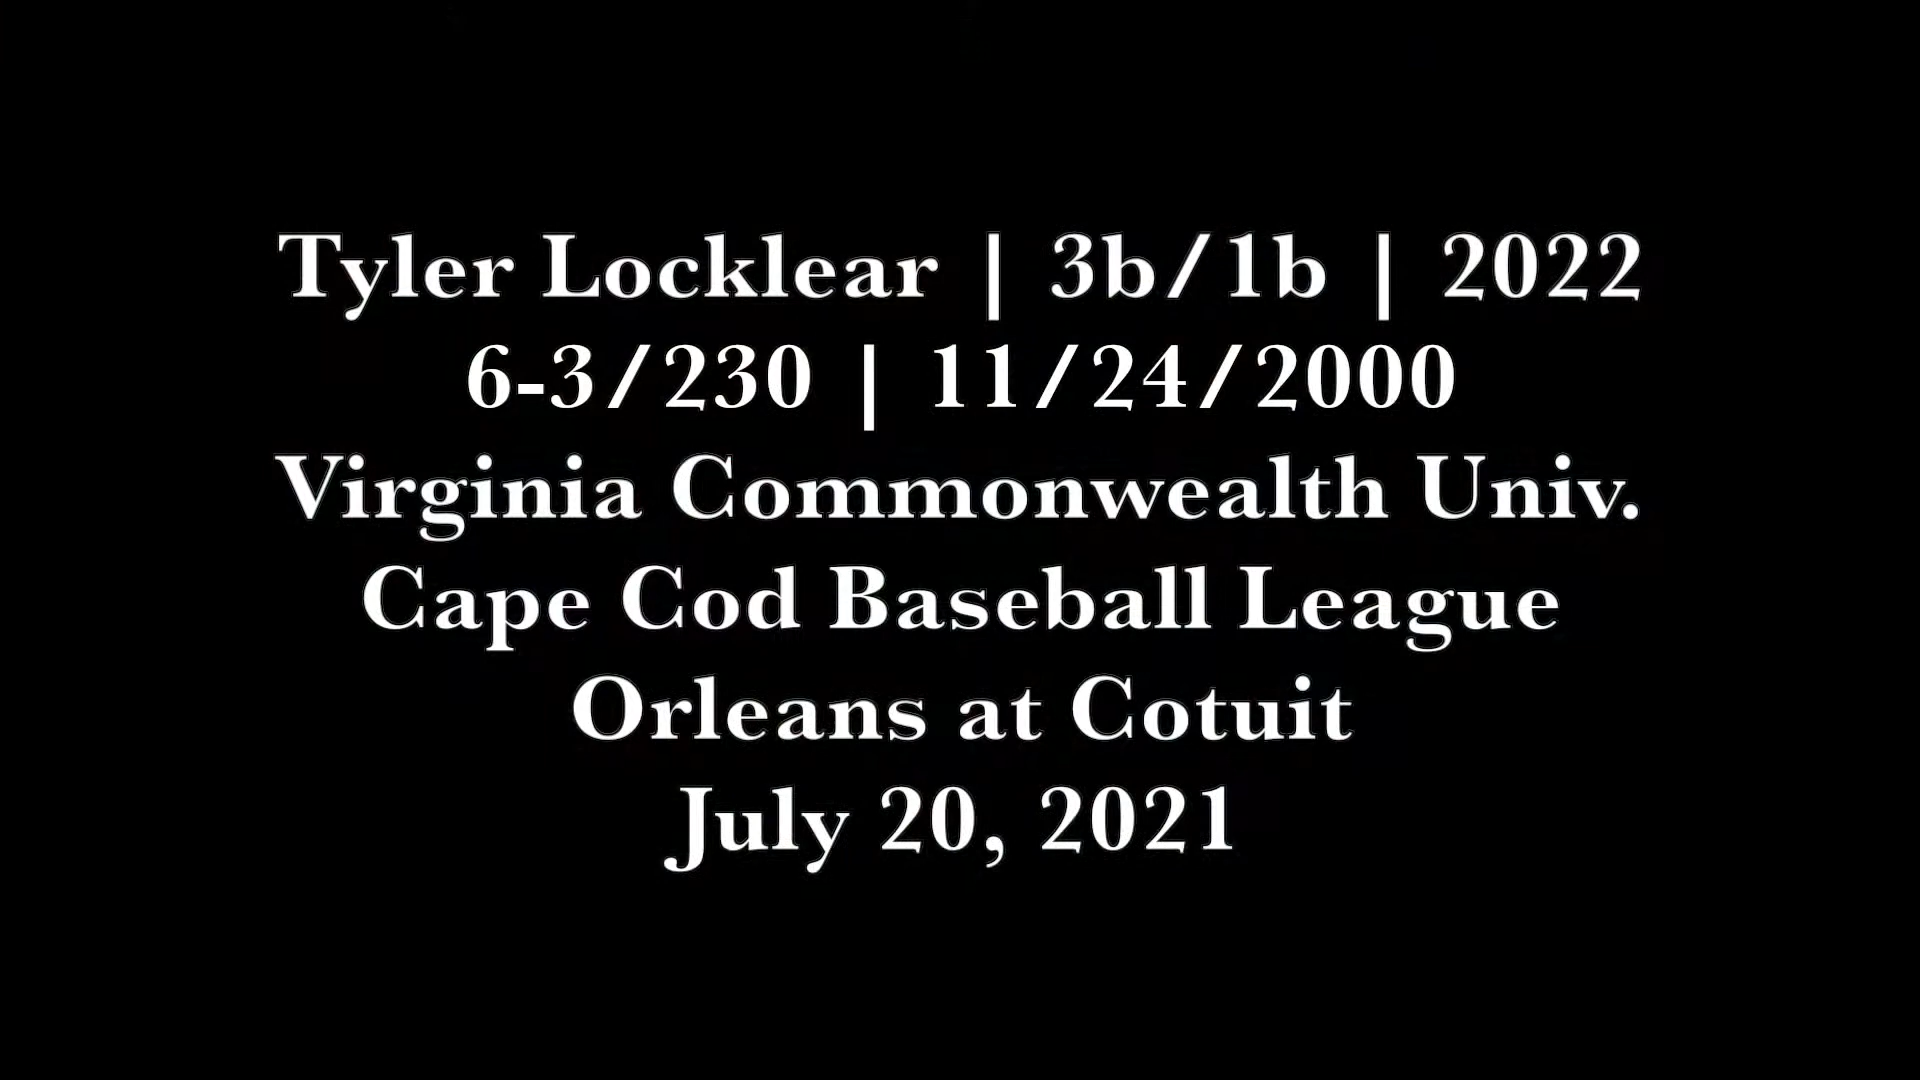 Tyler Locklear | 3b/1b | 2022
6-3/230 | 11/24/2000
Virginia Commonwealth Univ.
Cape Cod Baseball League
Orleans at Cotuit
July 20, 2021